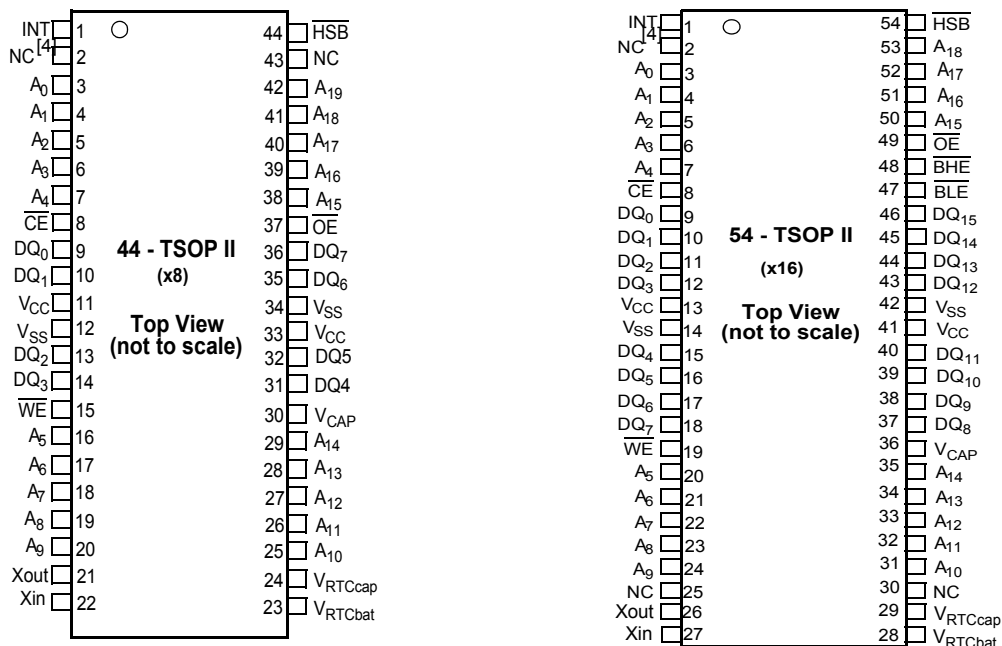 INT 1 44 H̅S̅B̅
NC[4] 2 43 NC
A0 3 42 A19
A1 4 41 A18
A2 5 40 A17
A3 6 39 A16
A4 7 38 A15
C̅E̅ 8 37 O̅E̅
DQ0 9 36 DQ7
DQ1 10 35 DQ6
VCC 11 34 VSS
VSS 12 33 VCC
DQ2 13 32 DQ5
DQ3 14 31 DQ4
W̅E̅ 15 30 VCAP
A5 16 29 A14
A6 17 28 A13
A7 18 27 A12
A8 19 26 A11
A9 20 25 A10
Xout 21 24 VRTCcap
Xin 22 23 VRTCbat
44 - TSOP II
(x8)
Top View
(not to scale)
INT 1 54 H̅S̅B̅
NC[4] 2 53 A18
A0 3 52 A17
A1 4 51 A16
A2 5 50 A15
A3 6 49 O̅E̅
A4 7 48 B̅H̅E̅
C̅E̅ 8 47 B̅L̅E̅
DQ0 9 46 DQ15
DQ1 10 45 DQ14
DQ2 11 44 DQ13
DQ3 12 43 DQ12
VCC 13 42 VSS
VSS 14 41 VCC
DQ4 15 40 DQ11
DQ5 16 39 DQ10
DQ6 17 38 DQ9
DQ7 18 37 DQ8
W̅E̅ 19 36 VCAP
A5 20 35 A14
A6 21 34 A13
A7 22 33 A12
A8 23 32 A11
A9 24 31 A10
NC 25 30 NC
Xout 26 29 VRTCcap
Xin 27 28 VRTCbat
54 - TSOP II
(x16)
Top View
(not to scale)